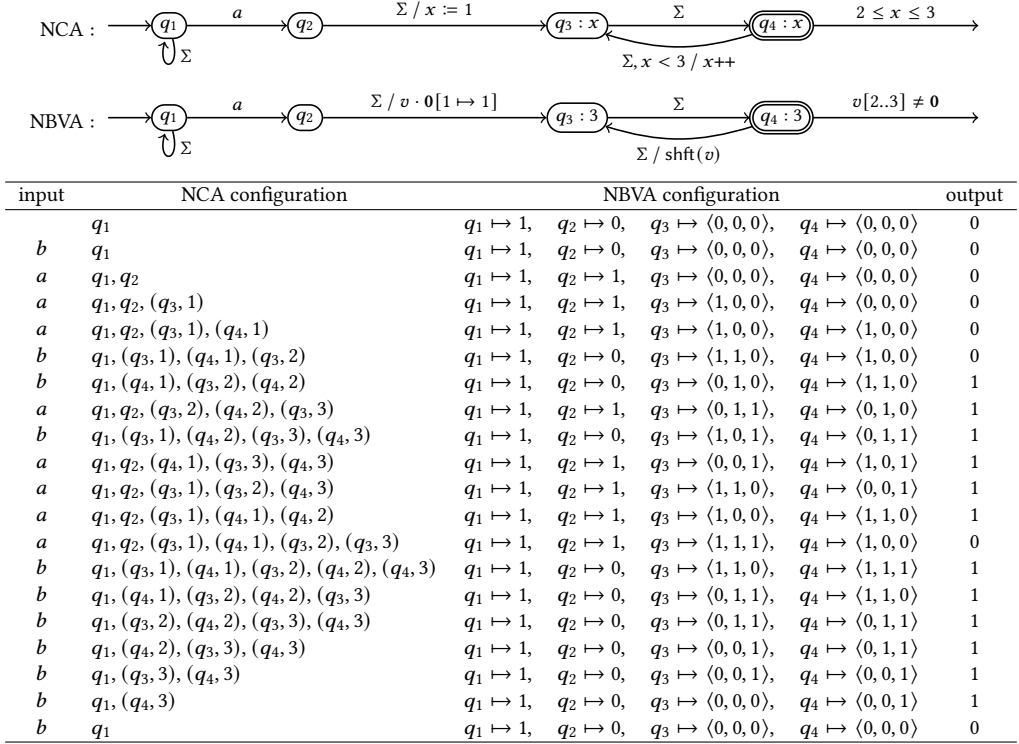 NCA : q₁ a q₂ Σ / x ≔ 1 q₃ : x Σ q₄ : x 2 ≤ x ≤ 3
Σ Σ, x < 3 / x++
NBVA : q₁ a q₂ Σ / v · 0[1 ↦ 1] q₃ : 3 Σ q₄ : 3 v[2..3] ≠ 0
Σ Σ / shft(v)
input NCA configuration NBVA configuration output
q₁ q₁ ↦ 1, q₂ ↦ 0, q₃ ↦ ⟨0, 0, 0⟩, q₄ ↦ ⟨0, 0, 0⟩ 0
b q₁ q₁ ↦ 1, q₂ ↦ 0, q₃ ↦ ⟨0, 0, 0⟩, q₄ ↦ ⟨0, 0, 0⟩ 0
a q₁, q₂ q₁ ↦ 1, q₂ ↦ 1, q₃ ↦ ⟨0, 0, 0⟩, q₄ ↦ ⟨0, 0, 0⟩ 0
a q₁, q₂, (q₃, 1) q₁ ↦ 1, q₂ ↦ 1, q₃ ↦ ⟨1, 0, 0⟩, q₄ ↦ ⟨0, 0, 0⟩ 0
a q₁, q₂, (q₃, 1), (q₄, 1) q₁ ↦ 1, q₂ ↦ 1, q₃ ↦ ⟨1, 0, 0⟩, q₄ ↦ ⟨1, 0, 0⟩ 0
b q₁, (q₃, 1), (q₄, 1), (q₃, 2) q₁ ↦ 1, q₂ ↦ 0, q₃ ↦ ⟨1, 1, 0⟩, q₄ ↦ ⟨1, 0, 0⟩ 0
b q₁, (q₄, 1), (q₃, 2), (q₄, 2) q₁ ↦ 1, q₂ ↦ 0, q₃ ↦ ⟨0, 1, 0⟩, q₄ ↦ ⟨1, 1, 0⟩ 1
a q₁, q₂, (q₃, 2), (q₄, 2), (q₃, 3) q₁ ↦ 1, q₂ ↦ 1, q₃ ↦ ⟨0, 1, 1⟩, q₄ ↦ ⟨0, 1, 0⟩ 1
b q₁, (q₃, 1), (q₄, 2), (q₃, 3), (q₄, 3) q₁ ↦ 1, q₂ ↦ 0, q₃ ↦ ⟨1, 0, 1⟩, q₄ ↦ ⟨0, 1, 1⟩ 1
a q₁, q₂, (q₄, 1), (q₃, 3), (q₄, 3) q₁ ↦ 1, q₂ ↦ 1, q₃ ↦ ⟨0, 0, 1⟩, q₄ ↦ ⟨1, 0, 1⟩ 1
a q₁, q₂, (q₃, 1), (q₃, 2), (q₄, 3) q₁ ↦ 1, q₂ ↦ 1, q₃ ↦ ⟨1, 1, 0⟩, q₄ ↦ ⟨0, 0, 1⟩ 1
a q₁, q₂, (q₃, 1), (q₄, 1), (q₄, 2) q₁ ↦ 1, q₂ ↦ 1, q₃ ↦ ⟨1, 0, 0⟩, q₄ ↦ ⟨1, 1, 0⟩ 1
a q₁, q₂, (q₃, 1), (q₄, 1), (q₃, 2), (q₃, 3) q₁ ↦ 1, q₂ ↦ 1, q₃ ↦ ⟨1, 1, 1⟩, q₄ ↦ ⟨1, 0, 0⟩ 0
b q₁, (q₃, 1), (q₄, 1), (q₃, 2), (q₄, 2), (q₄, 3) q₁ ↦ 1, q₂ ↦ 0, q₃ ↦ ⟨1, 1, 0⟩, q₄ ↦ ⟨1, 1, 1⟩ 1
b q₁, (q₄, 1), (q₃, 2), (q₄, 2), (q₃, 3) q₁ ↦ 1, q₂ ↦ 0, q₃ ↦ ⟨0, 1, 1⟩, q₄ ↦ ⟨1, 1, 0⟩ 1
b q₁, (q₃, 2), (q₄, 2), (q₃, 3), (q₄, 3) q₁ ↦ 1, q₂ ↦ 0, q₃ ↦ ⟨0, 1, 1⟩, q₄ ↦ ⟨0, 1, 1⟩ 1
b q₁, (q₄, 2), (q₃, 3), (q₄, 3) q₁ ↦ 1, q₂ ↦ 0, q₃ ↦ ⟨0, 0, 1⟩, q₄ ↦ ⟨0, 1, 1⟩ 1
b q₁, (q₃, 3), (q₄, 3) q₁ ↦ 1, q₂ ↦ 0, q₃ ↦ ⟨0, 0, 1⟩, q₄ ↦ ⟨0, 0, 1⟩ 1
b q₁, (q₄, 3) q₁ ↦ 1, q₂ ↦ 0, q₃ ↦ ⟨0, 0, 0⟩, q₄ ↦ ⟨0, 0, 1⟩ 1
b q₁ q₁ ↦ 1, q₂ ↦ 0, q₃ ↦ ⟨0, 0, 0⟩, q₄ ↦ ⟨0, 0, 0⟩ 0